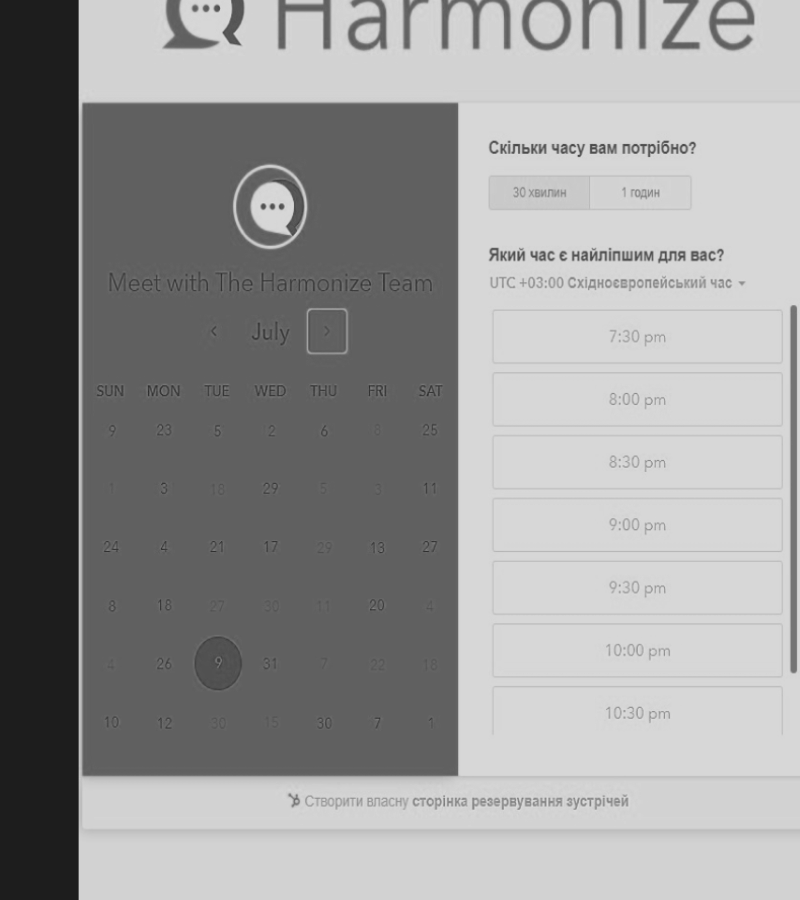 Harmonize
Meet with The Harmonize Team
July
SUN MON TUE WED THU FRI SAT
9 23 5 2 6 8 25
1 3 18 29 5 3 11
24 4 21 17 29 13 27
8 18 27 30 11 20 4
4 26 9 31 7 22 18
10 12 30 15 30 7 1
Скільки часу вам потрібно?
30 хвилин 1 годин
Який час є найліпшим для вас?
UTC +03:00 Східноєвропейський час
7:30 pm
8:00 pm
8:30 pm
9:00 pm
9:30 pm
10:00 pm
10:30 pm
Створити власну сторінка резервування зустрічей